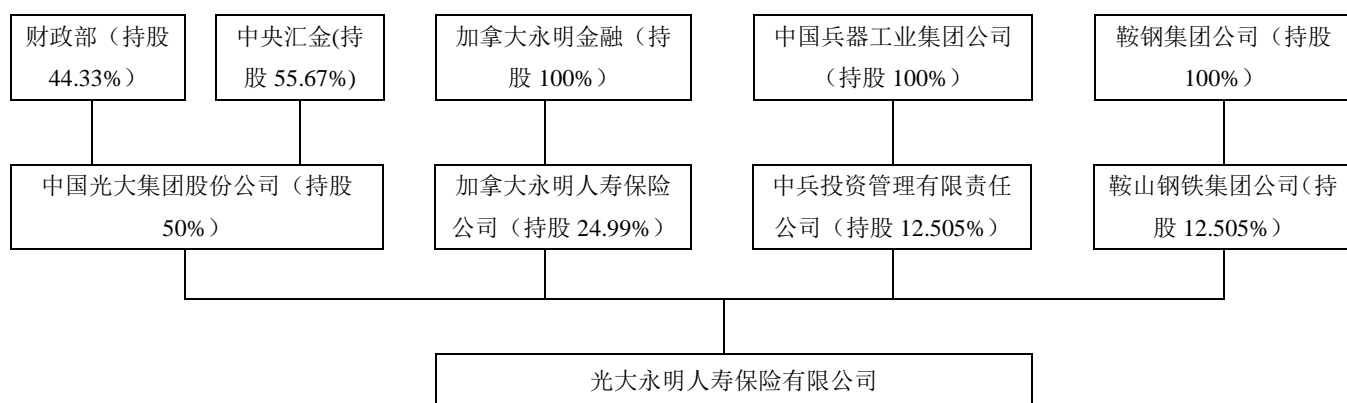 财政部（持股
44.33%）
中央汇金(持
股 55.67%)
加拿大永明金融（持
股 100%）
中国兵器工业集团公司
（持股 100%）
鞍钢集团公司（持股
100%）
中国光大集团股份公司（持股
50%）
加拿大永明人寿保险
公司（持股 24.99%）
中兵投资管理有限责任
公司（持股 12.505%）
鞍山钢铁集团公司（持
股 12.505%）
光大永明人寿保险有限公司